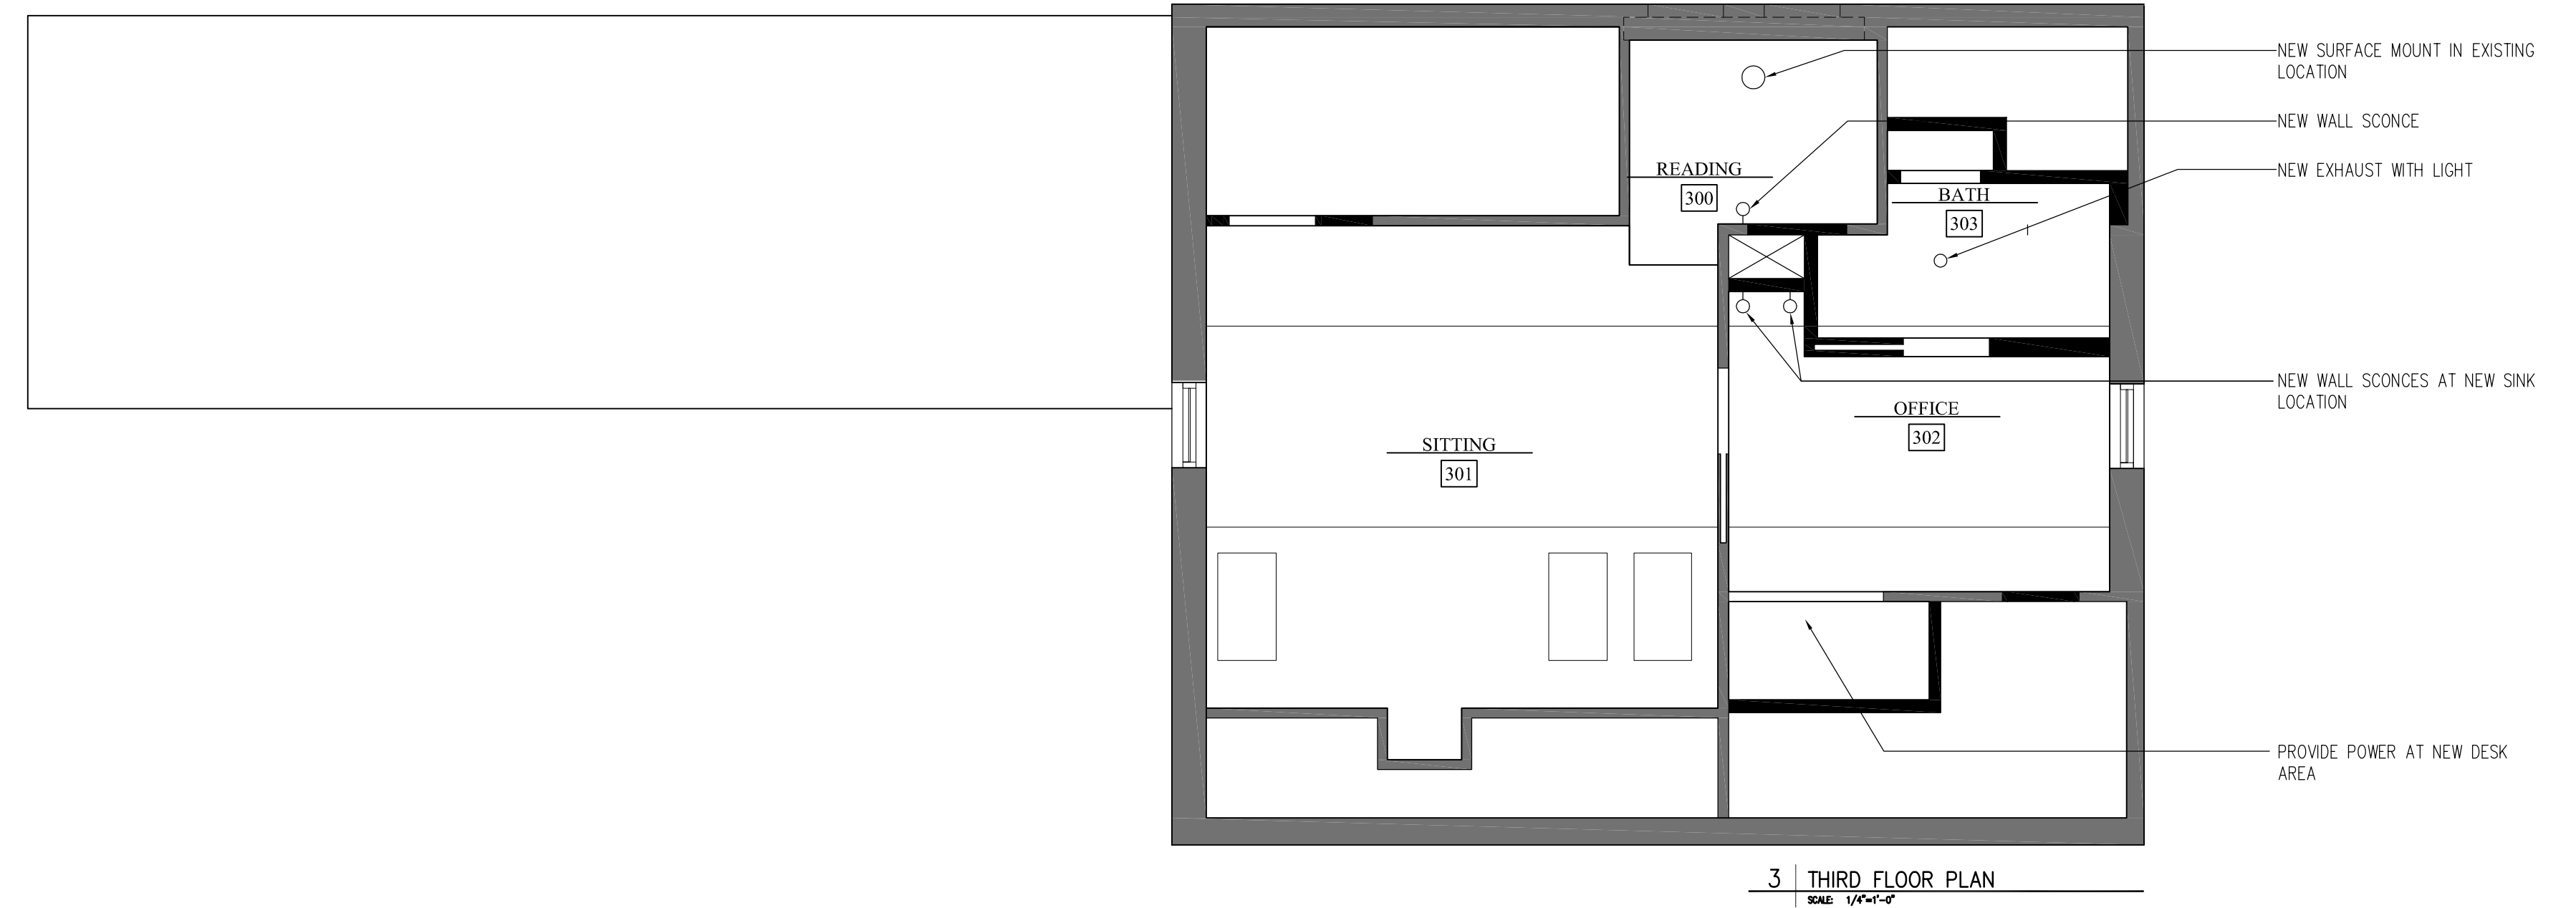 NEW SURFACE MOUNT IN EXISTING
LOCATION
NEW WALL SCONCE
NEW EXHAUST WITH LIGHT
READING
300
BATH
303
NEW WALL SCONCES AT NEW SINK
LOCATION
OFFICE
302
SITTING
301
PROVIDE POWER AT NEW DESK
AREA
3 THIRD FLOOR PLAN
SCALE: 1/4"=1'-0"